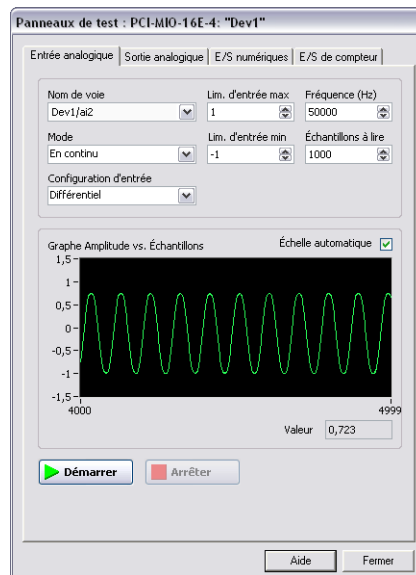 Panneaux de test : PCI-MIO-16E-4: "Dev1"
Entrée analogique Sortie analogique E/S numériques E/S de compteur
Nom de voie Lim. d'entrée max Fréquence (Hz)
Dev1/ai2 1 50000
Mode Lim. d'entrée min Échantillons à lire
En continu -1 1000
Configuration d'entrée
Différentiel
Graphe Amplitude vs. Échantillons Échelle automatique
1,5
1
0,5
0
-0,5
-1
-1,5
4000 4999
Valeur 0,723
Démarrer Arrêter
Aide Fermer